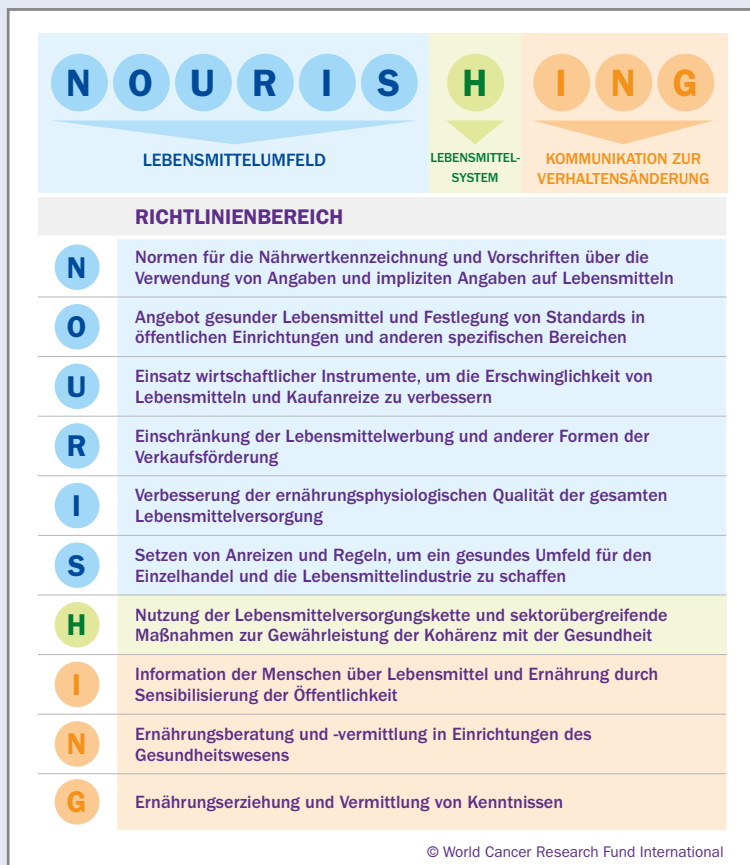 N O U R I S H I N G
LEBENSMITTELUMFELD
LEBENSMITTEL-
SYSTEM
KOMMUNIKATION ZUR
VERHALTENSÄNDERUNG
RICHTLINIENBEREICH
N
Normen für die Nährwertkennzeichnung und Vorschriften über die
Verwendung von Angaben und impliziten Angaben auf Lebensmitteln
O
Angebot gesunder Lebensmittel und Festlegung von Standards in
öffentlichen Einrichtungen und anderen spezifischen Bereichen
U
Einsatz wirtschaftlicher Instrumente, um die Erschwinglichkeit von
Lebensmitteln und Kaufanreize zu verbessern
R
Einschränkung der Lebensmittelwerbung und anderer Formen der
Verkaufsförderung
I
Verbesserung der ernährungsphysiologischen Qualität der gesamten
Lebensmittelversorgung
S
Setzen von Anreizen und Regeln, um ein gesundes Umfeld für den
Einzelhandel und die Lebensmittelindustrie zu schaffen
H
Nutzung der Lebensmittelversorgungskette und sektorübergreifende
Maßnahmen zur Gewährleistung der Kohärenz mit der Gesundheit
I
Information der Menschen über Lebensmittel und Ernährung durch
Sensibilisierung der Öffentlichkeit
N
Ernährungsberatung und -vermittlung in Einrichtungen des
Gesundheitswesens
G
Ernährungserziehung und Vermittlung von Kenntnissen
© World Cancer Research Fund International